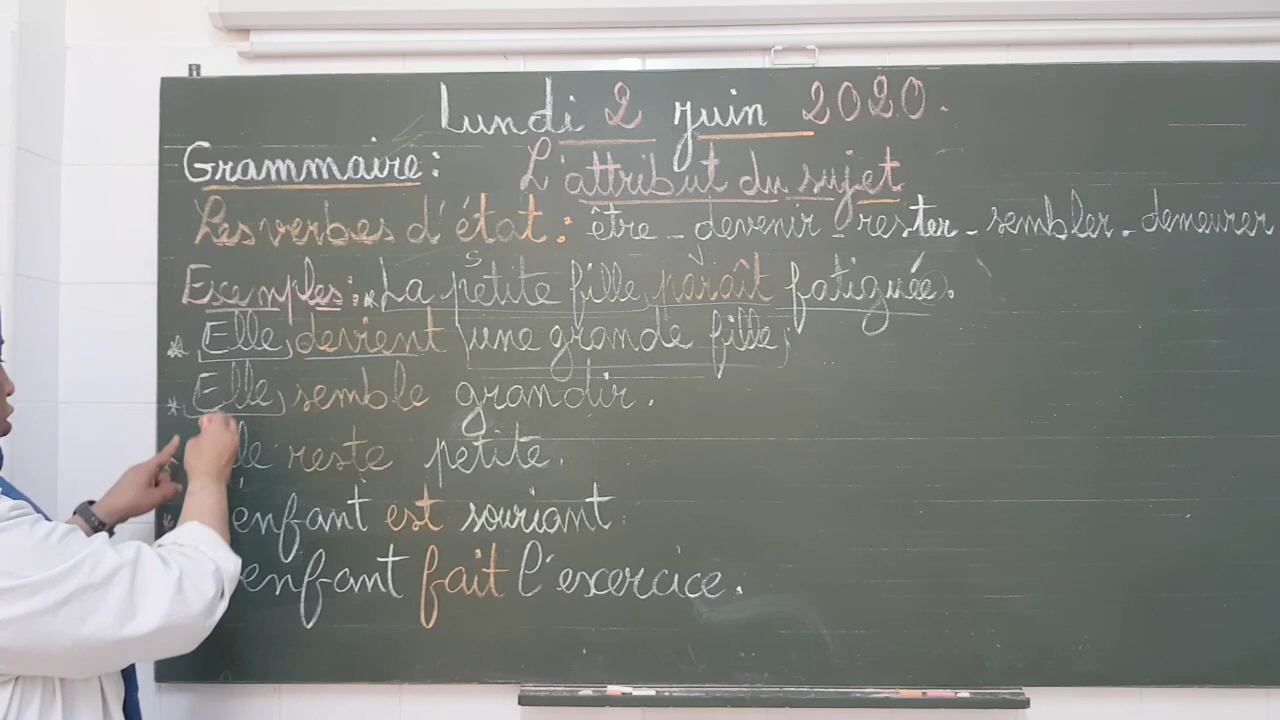 Lundi 2 juin 2020.
Grammaire : L'attribut du sujet
Les verbes d'état : être - devenir - rester - sembler - demeurer
Exemples : * La petite fille paraît fatiguée.
* Elle devient une grande fille
* Elle semble grandir.
le reste petite.
enfant est souriant.
enfant fait l'exercice.